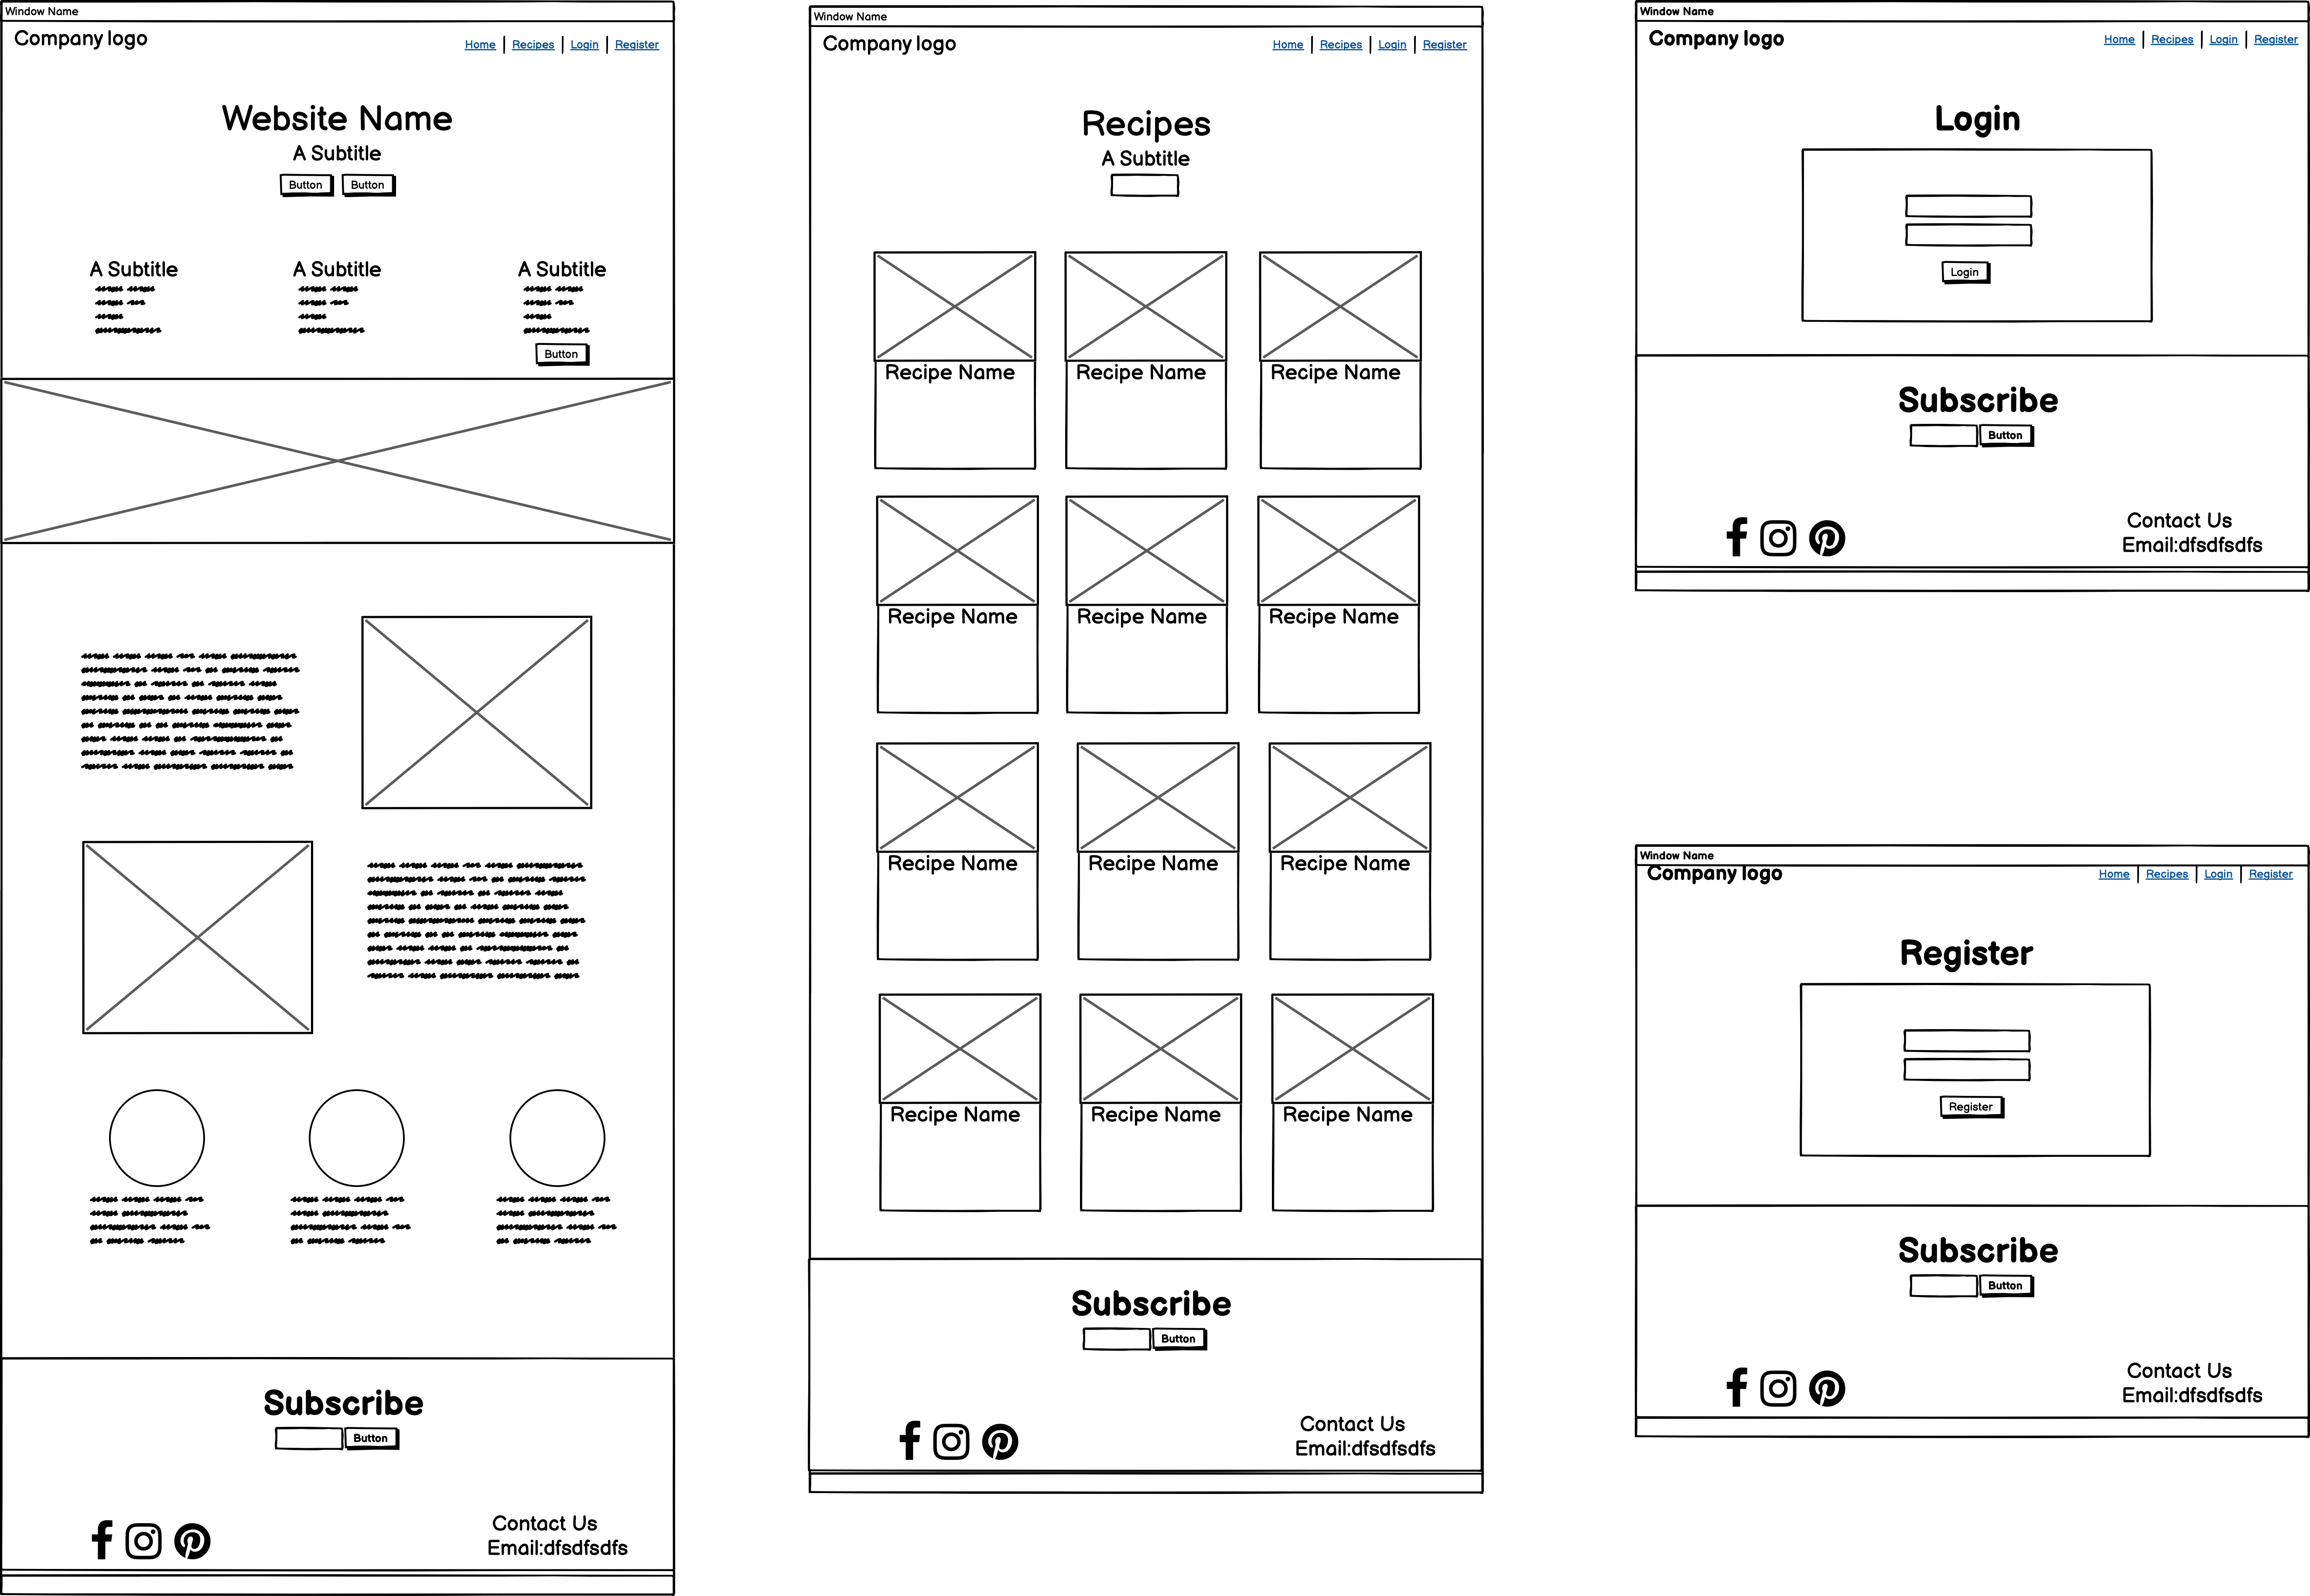 Window Name
Company logo
Home | Recipes | Login | Register
Website Name
A Subtitle
Button Button
A Subtitle A Subtitle A Subtitle
Button
Subscribe
Button
Contact Us
Email:dfsdfsdfs
Window Name
Company logo
Home | Recipes | Login | Register
Recipes
A Subtitle
Recipe Name Recipe Name Recipe Name
Recipe Name Recipe Name Recipe Name
Recipe Name Recipe Name Recipe Name
Recipe Name Recipe Name Recipe Name
Subscribe
Button
Contact Us
Email:dfsdfsdfs
Window Name
Company logo
Home | Recipes | Login | Register
Login
Login
Subscribe
Button
Contact Us
Email:dfsdfsdfs
Window Name
Company logo
Home | Recipes | Login | Register
Register
Register
Subscribe
Button
Contact Us
Email:dfsdfsdfs